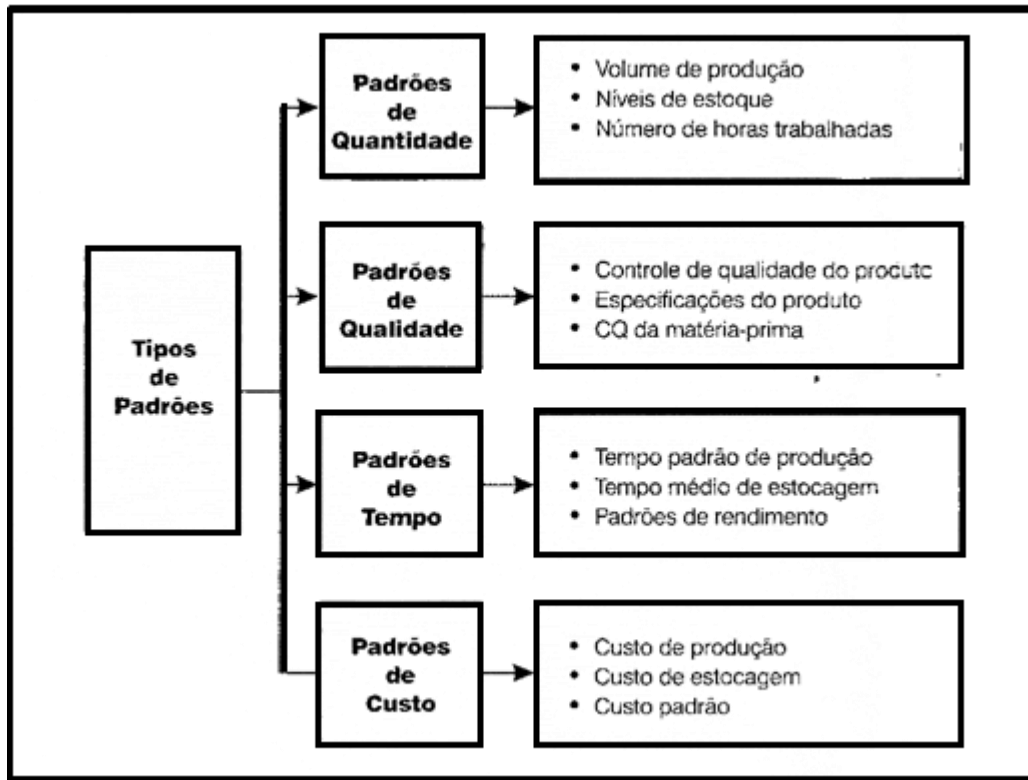 Padrões
de
Quantidade
• Volume de produção
• Níveis de estoque
• Número de horas trabalhadas
Padrões
de
Qualidade
• Controle de qualidade do produto
• Especificações do produto
• CQ da matéria-prima
Tipos
de
Padrões
Padrões
de
Tempo
• Tempo padrão de produção
• Tempo médio de estocagem
• Padrões de rendimento
Padrões
de
Custo
• Custo de produção
• Custo de estocagem
• Custo padrão